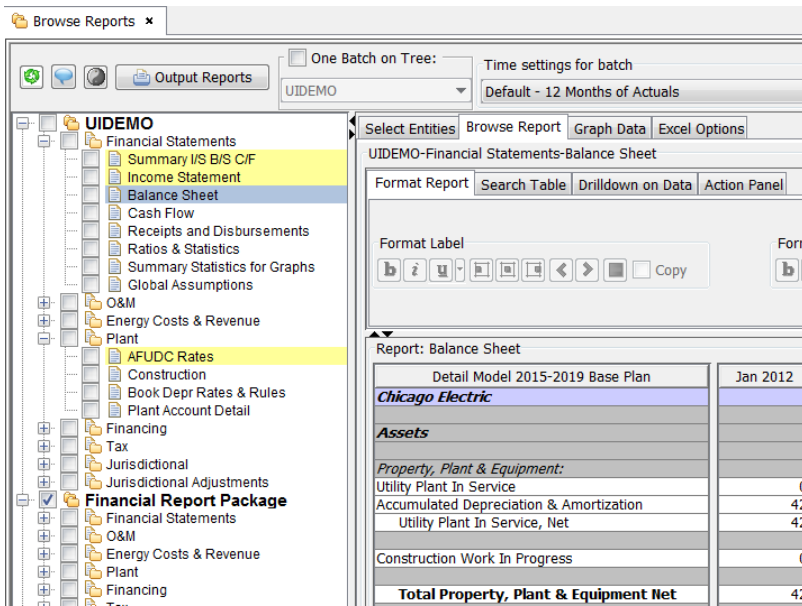 Browse Reports ×
Output Reports
One Batch on Tree:
UIDEMO
Time settings for batch
Default - 12 Months of Actuals
UIDEMO
Financial Statements
Summary I/S B/S C/F
Income Statement
Balance Sheet
Cash Flow
Receipts and Disbursements
Ratios & Statistics
Summary Statistics for Graphs
Global Assumptions
O&M
Energy Costs & Revenue
Plant
AFUDC Rates
Construction
Book Depr Rates & Rules
Plant Account Detail
Financing
Tax
Jurisdictional
Jurisdictional Adjustments
Financial Report Package
Financial Statements
O&M
Energy Costs & Revenue
Plant
Financing
Select Entities Browse Report Graph Data Excel Options
UIDEMO-Financial Statements-Balance Sheet
Format Report Search Table Drilldown on Data Action Panel
Format Label
b i u Copy
b
Report: Balance Sheet
Detail Model 2015-2019 Base Plan Jan 2012
Chicago Electric
Assets
Property, Plant & Equipment:
Utility Plant In Service
Accumulated Depreciation & Amortization 42
Utility Plant In Service, Net 42
Construction Work In Progress
Total Property, Plant & Equipment Net 42